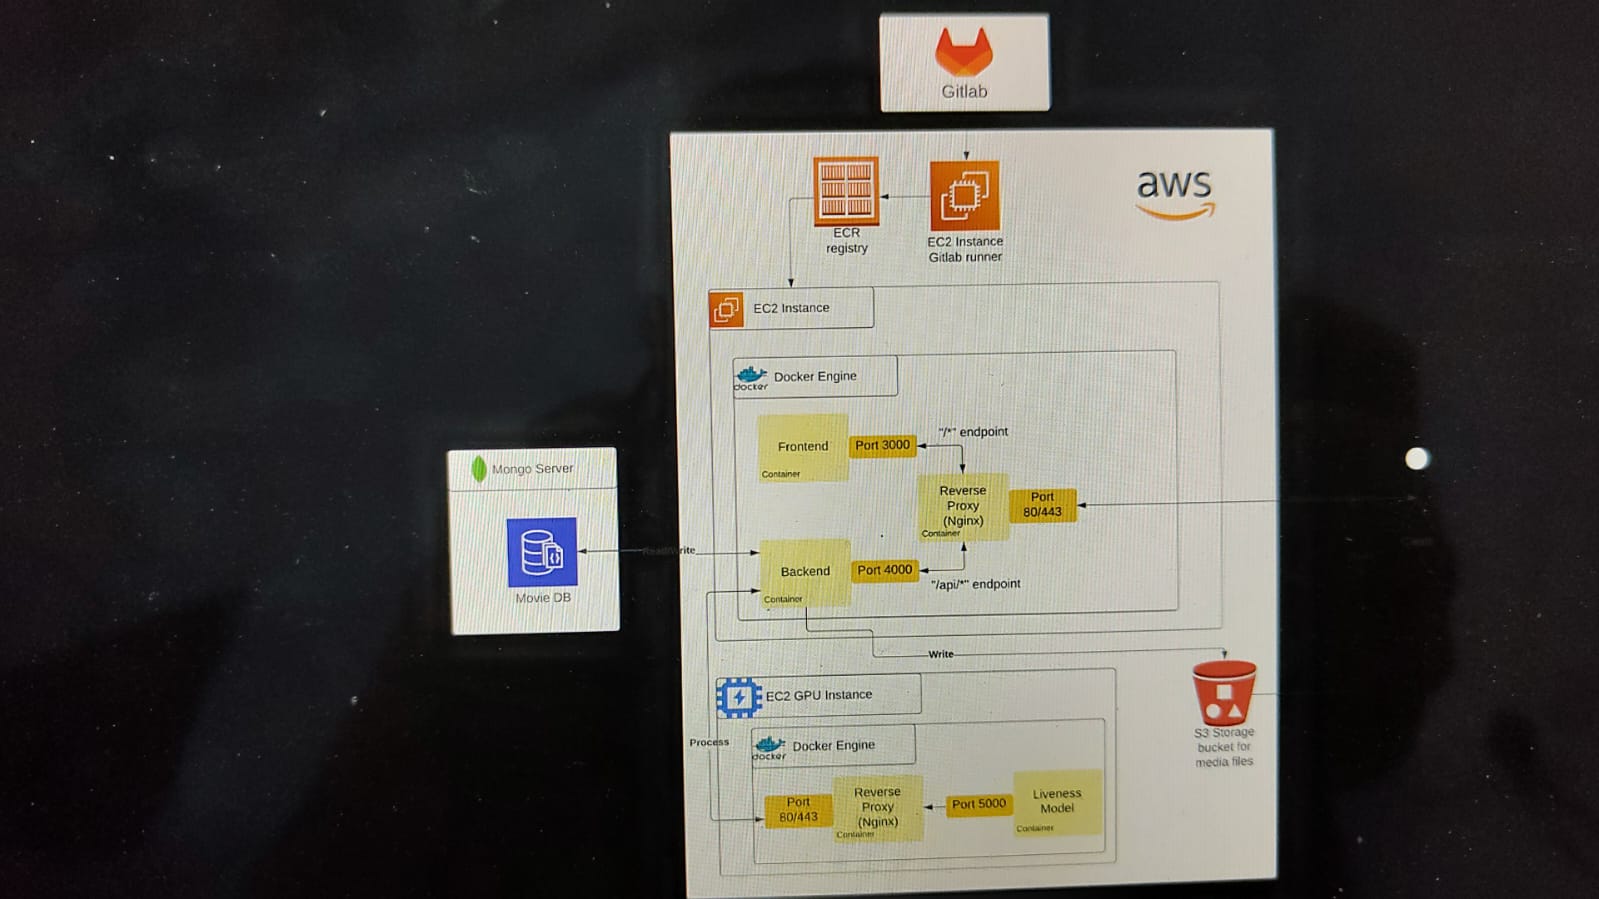 Gitlab
aws
ECR
registry
EC2 Instance
Gitlab runner
EC2 Instance
docker
Docker Engine
Frontend
Container
Port 3000
"/*" endpoint
Reverse
Proxy
(Nginx)
Container
Port
80/443
Mongo Server
Movie DB
Read/Write
Backend
Container
Port 4000
"/api/*" endpoint
Write
EC2 GPU Instance
S3 Storage
bucket for
media files
Process
docker
Docker Engine
Port
80/443
Reverse
Proxy
(Nginx)
Container
Port 5000
Liveness
Model
Container